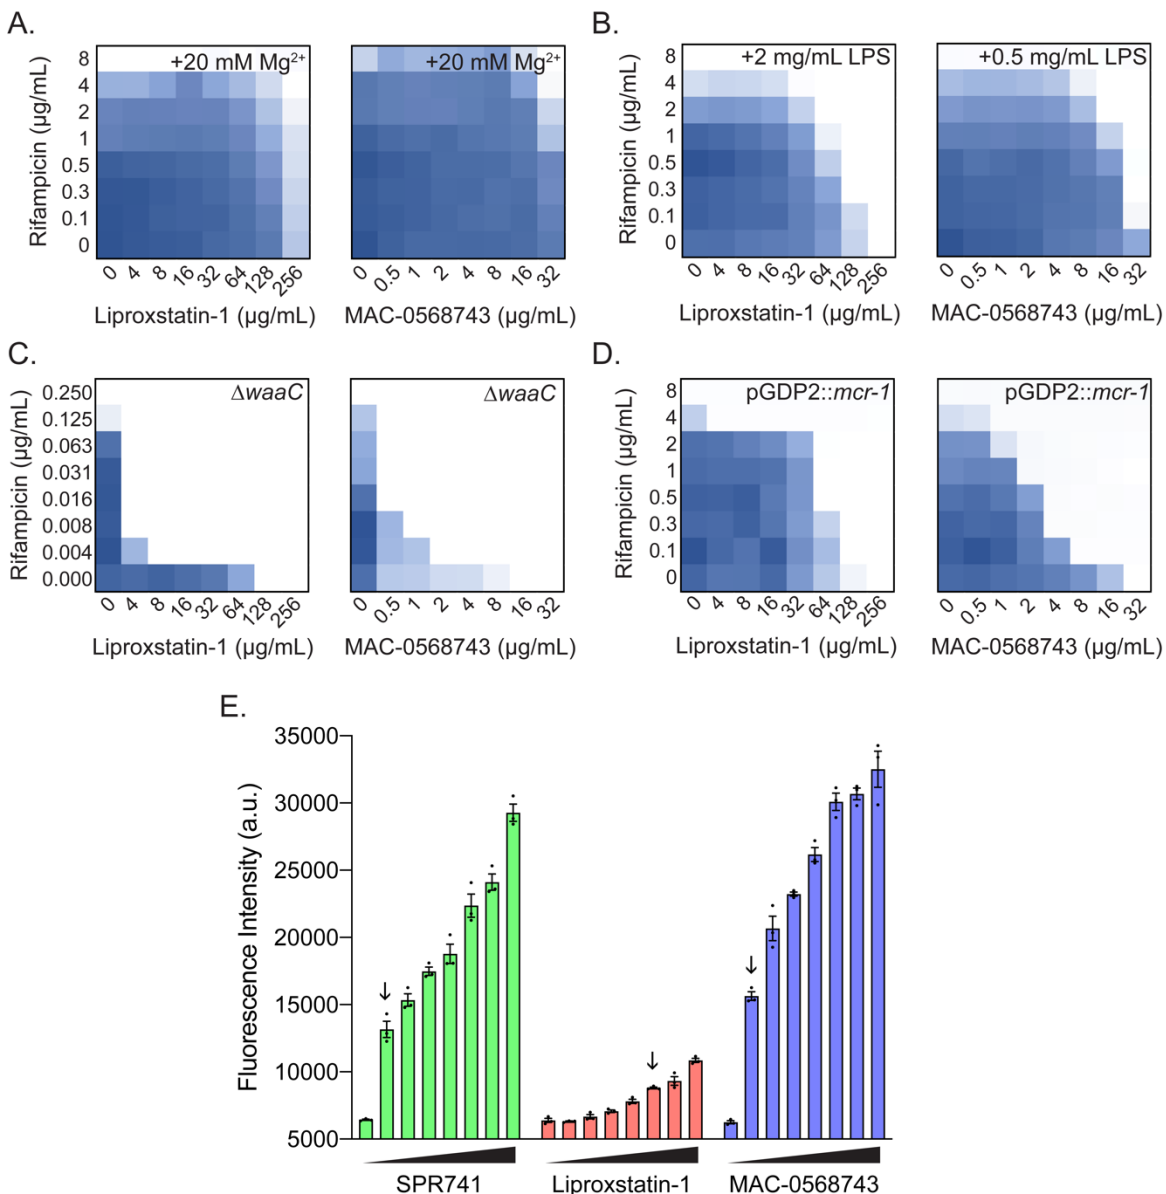 A.
B.
+20 mM Mg²⁺
+20 mM Mg²⁺
+2 mg/mL LPS
+0.5 mg/mL LPS
Rifampicin (µg/mL)
8
4
2
1
0.5
0.3
0.1
0
Rifampicin (µg/mL)
8
4
2
1
0.5
0.3
0.1
0
0 4 8 16 32 64 128 256
0 0.5 1 2 4 8 16 32
0 4 8 16 32 64 128 256
0 0.5 1 2 4 8 16 32
Liproxstatin-1 (µg/mL)
MAC-0568743 (µg/mL)
Liproxstatin-1 (µg/mL)
MAC-0568743 (µg/mL)
C.
D.
ΔwaaC
ΔwaaC
pGDP2::mcr-1
pGDP2::mcr-1
Rifampicin (µg/mL)
0.250
0.125
0.063
0.031
0.016
0.008
0.004
0.000
Rifampicin (µg/mL)
8
4
2
1
0.5
0.3
0.1
0
0 4 8 16 32 64 128 256
0 0.5 1 2 4 8 16 32
0 4 8 16 32 64 128 256
0 0.5 1 2 4 8 16 32
Liproxstatin-1 (µg/mL)
MAC-0568743 (µg/mL)
Liproxstatin-1 (µg/mL)
MAC-0568743 (µg/mL)
E.
Fluorescence Intensity (a.u.)
35000
30000
25000
20000
15000
10000
5000
SPR741
Liproxstatin-1
MAC-0568743